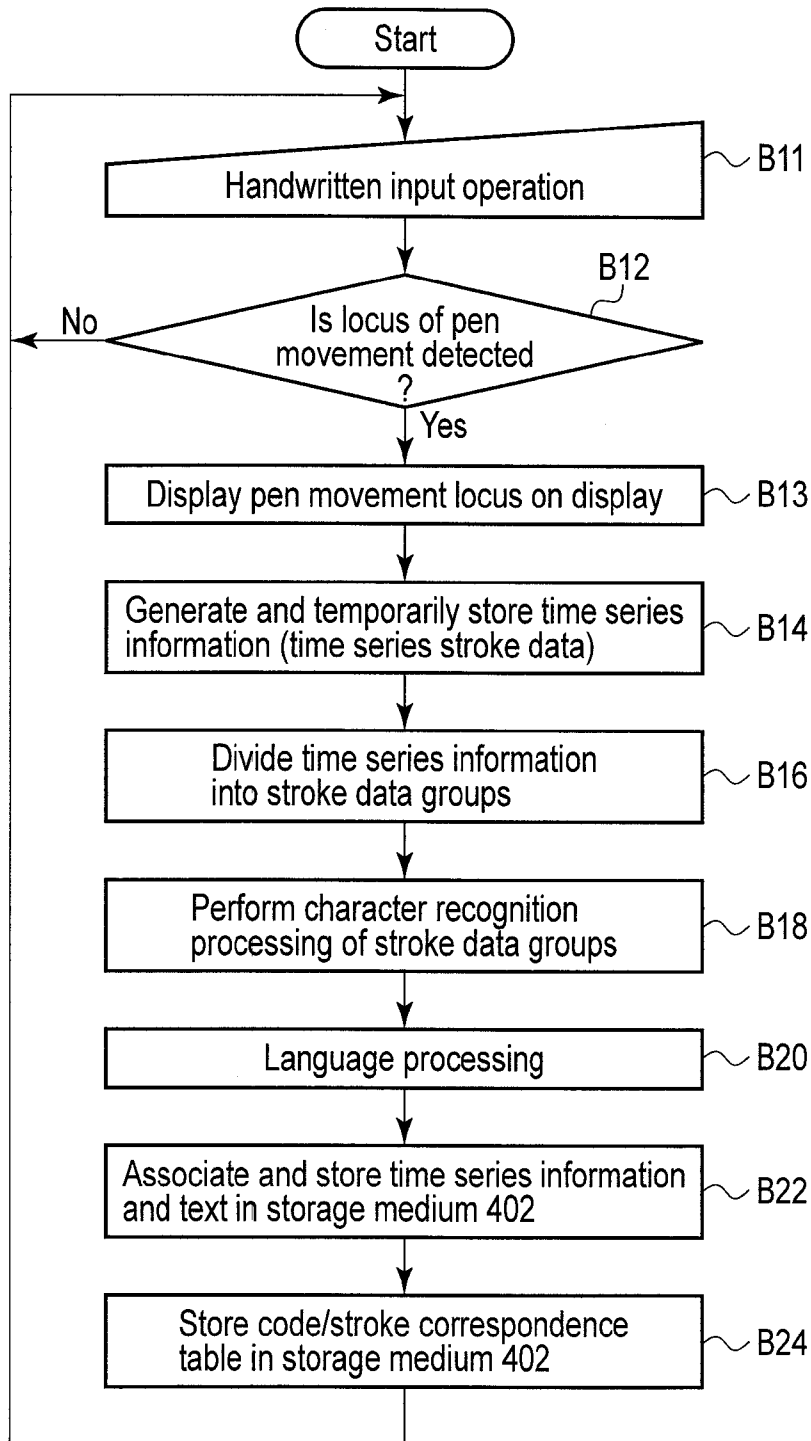 Start
Handwritten input operation
B11
B12
Is locus of pen
movement detected
?
No
Yes
Display pen movement locus on display
B13
Generate and temporarily store time series
information (time series stroke data)
B14
Divide time series information
into stroke data groups
B16
Perform character recognition
processing of stroke data groups
B18
Language processing
B20
Associate and store time series information
and text in storage medium 402
B22
Store code/stroke correspondence
table in storage medium 402
B24